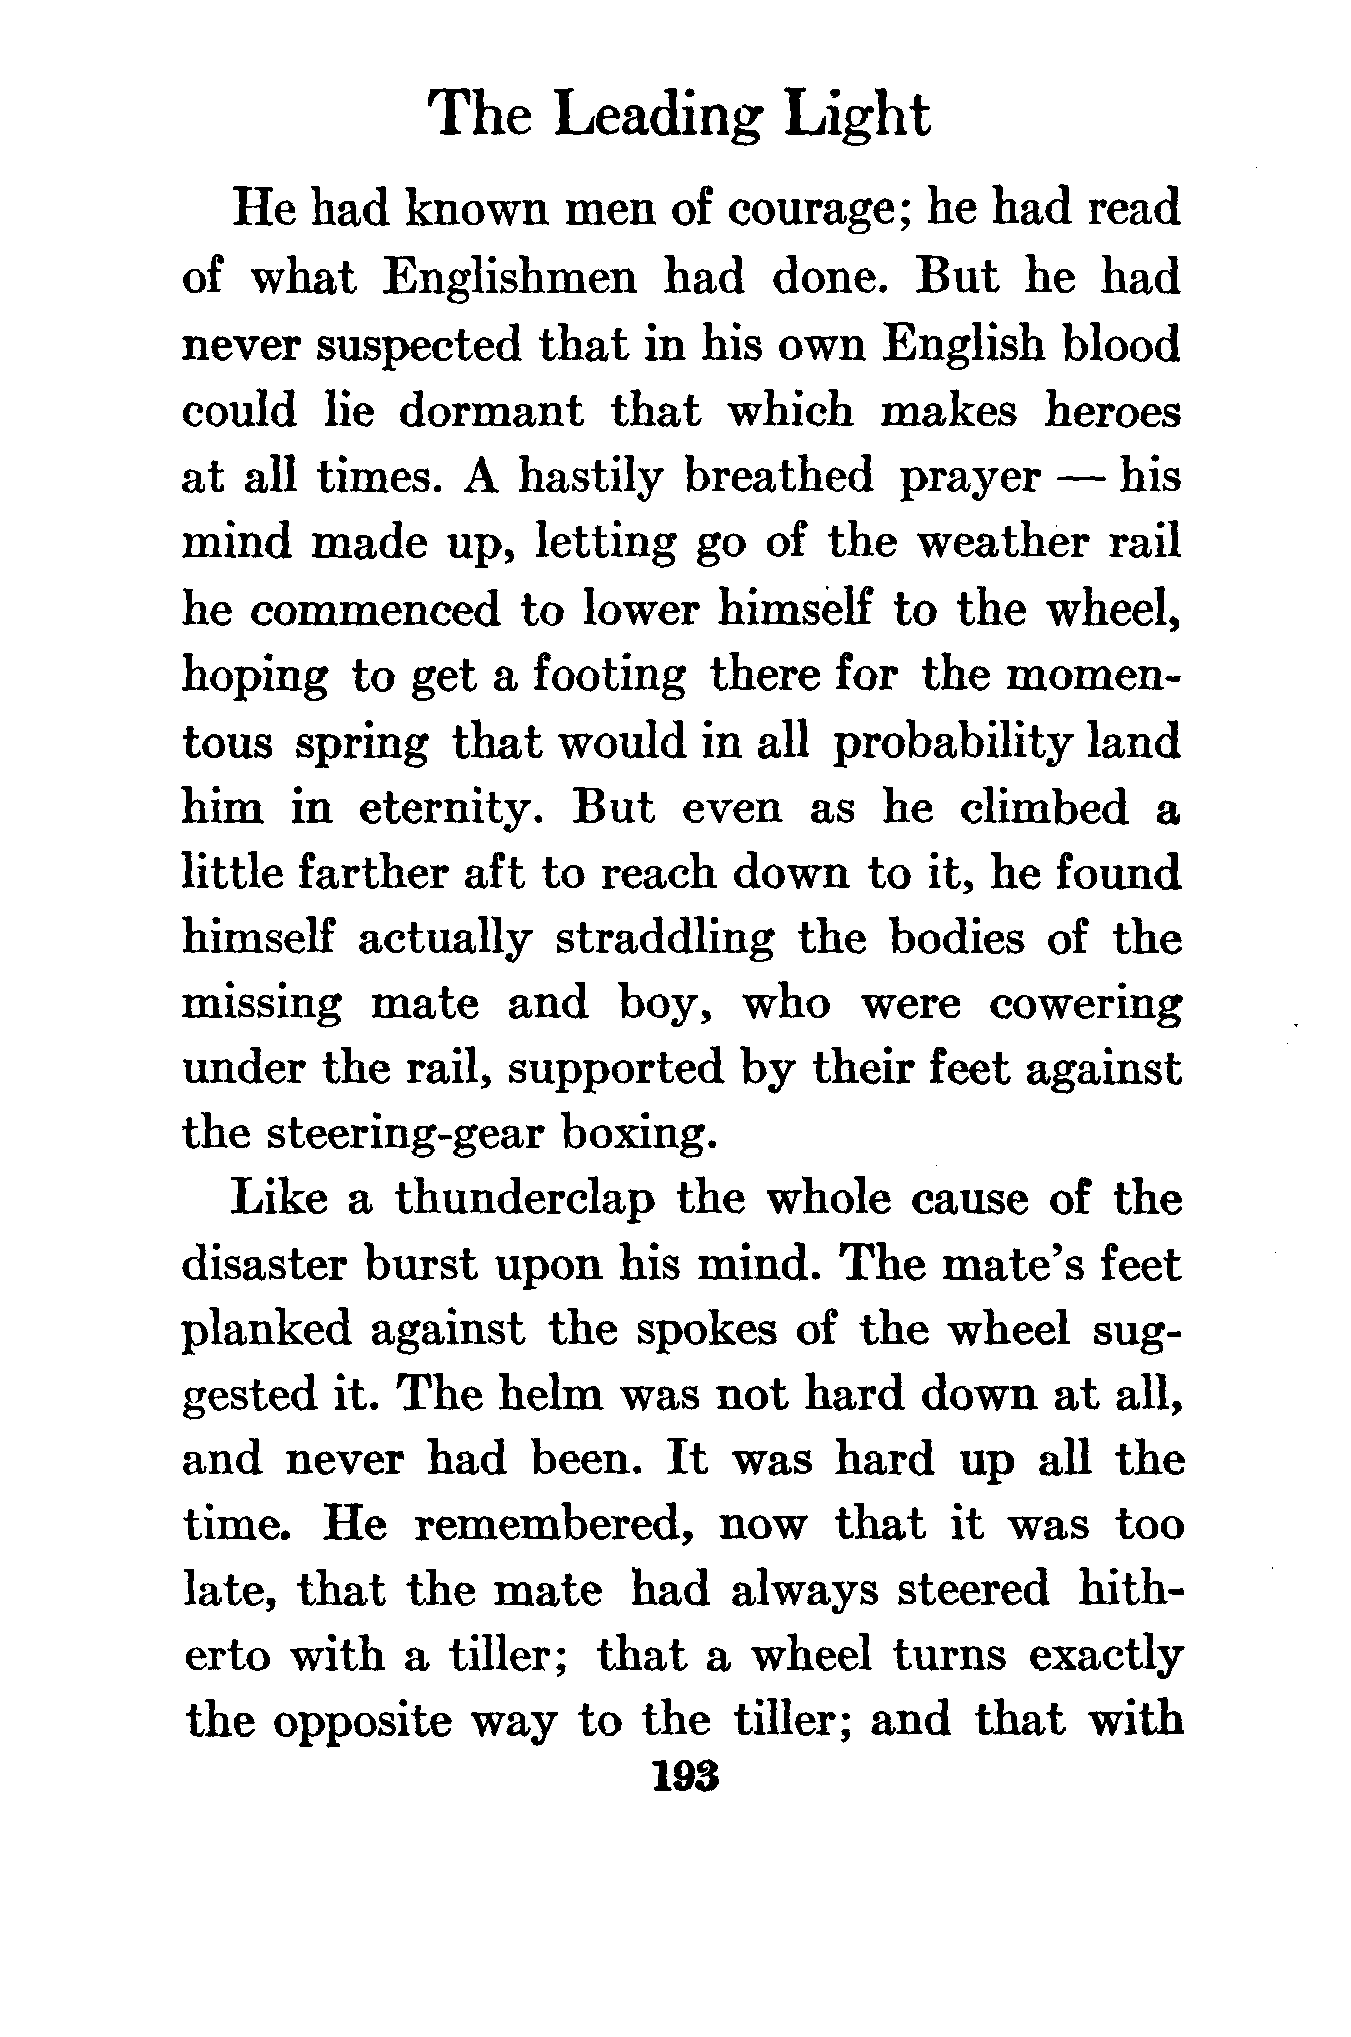 The Leading Light
He had known men of courage; he had read
of what Englishmen had done. But he had
never suspected that in his own English blood
could lie dormant that which makes heroes
at all times. A hastily breathed prayer — his
mind made up, letting go of the weather rail
he commenced to lower himself to the wheel,
hoping to get a footing there for the momen-
tous spring that would in all probability land
him in eternity. But even as he climbed a
little farther aft to reach down to it, he found
himself actually straddling the bodies of the
missing mate and boy, who were cowering
under the rail, supported by their feet against
the steering-gear boxing.
Like a thunderclap the whole cause of the
disaster burst upon his mind. The mate's feet
planked against the spokes of the wheel sug-
gested it. The helm was not hard down at all,
and never had been. It was hard up all the
time. He remembered, now that it was too
late, that the mate had always steered hith-
erto with a tiller; that a wheel turns exactly
the opposite way to the tiller; and that with
193